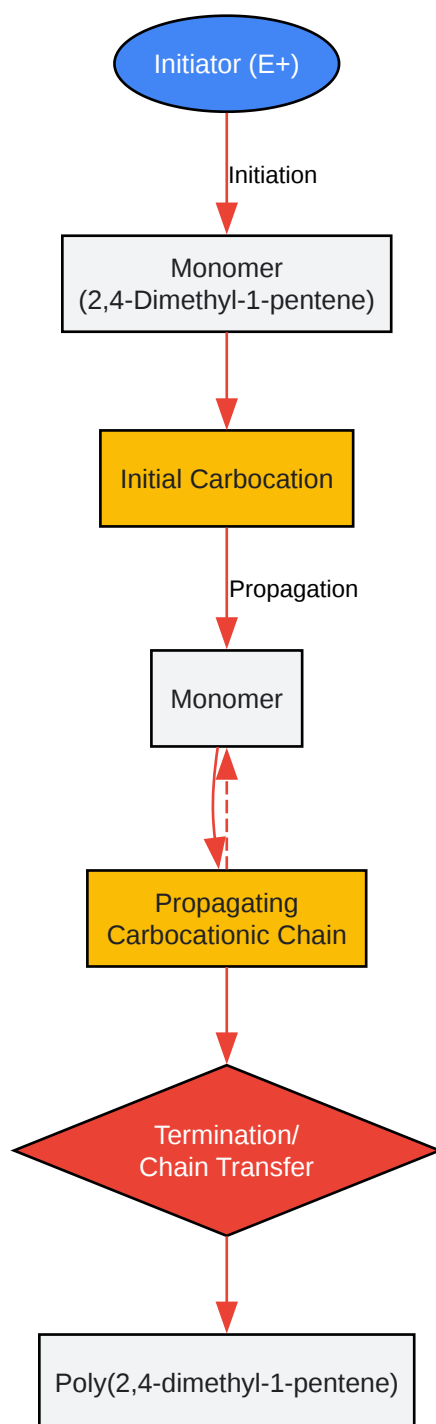 Initiator (E+)
Initiation
Monomer
(2,4-Dimethyl-1-pentene)
Initial Carbocation
Propagation
Monomer
Propagating
Carbocationic Chain
Termination/
Chain Transfer
Poly(2,4-dimethyl-1-pentene)